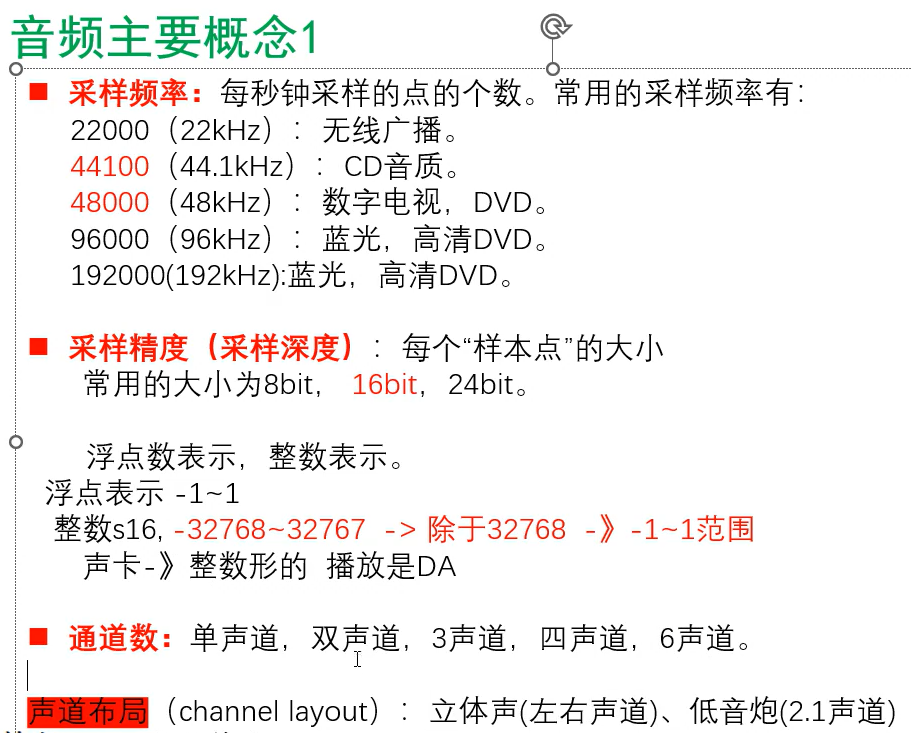 音频主要概念1
■ 采样频率：每秒钟采样的点的个数。常用的采样频率有：
22000（22kHz）：无线广播。
44100（44.1kHz）：CD音质。
48000（48kHz）：数字电视，DVD。
96000（96kHz）：蓝光，高清DVD。
192000(192kHz):蓝光，高清DVD。
■ 采样精度（采样深度）：每个“样本点”的大小
常用的大小为8bit，16bit，24bit。
浮点数表示，整数表示。
浮点表示 -1~1
整数s16, -32768~32767 -> 除于32768 -》-1~1范围
声卡-》整数形的 播放是DA
■ 通道数：单声道，双声道，3声道，四声道，6声道。
声道布局（channel layout）：立体声(左右声道)、低音炮(2.1声道)